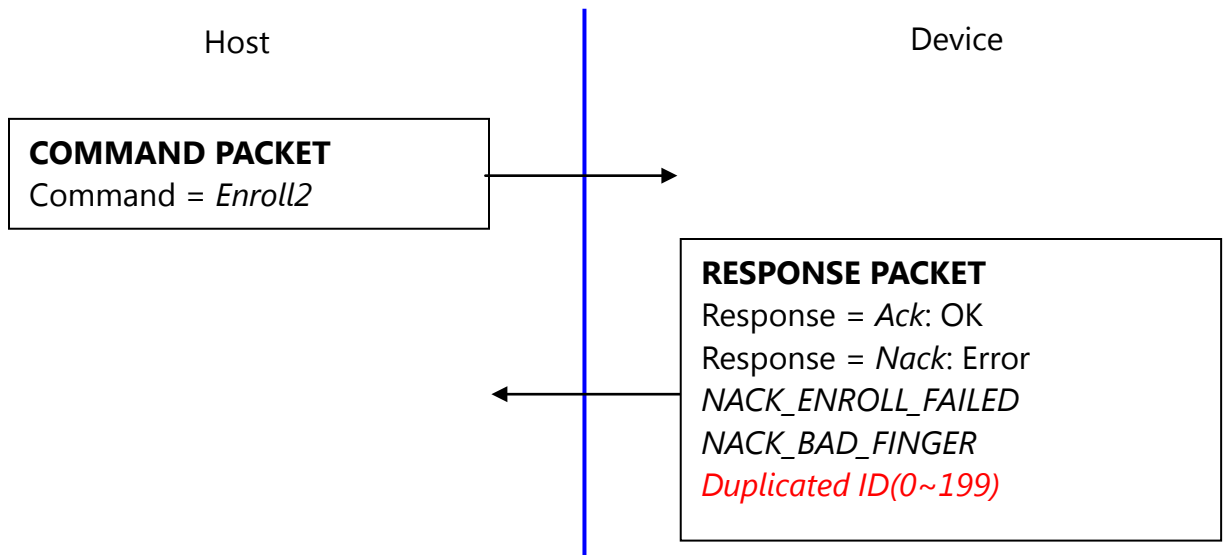 Host
Device
COMMAND PACKET
Command = Enroll2
RESPONSE PACKET
Response = Ack: OK
Response = Nack: Error
NACK_ENROLL_FAILED
NACK_BAD_FINGER
Duplicated ID(0~199)